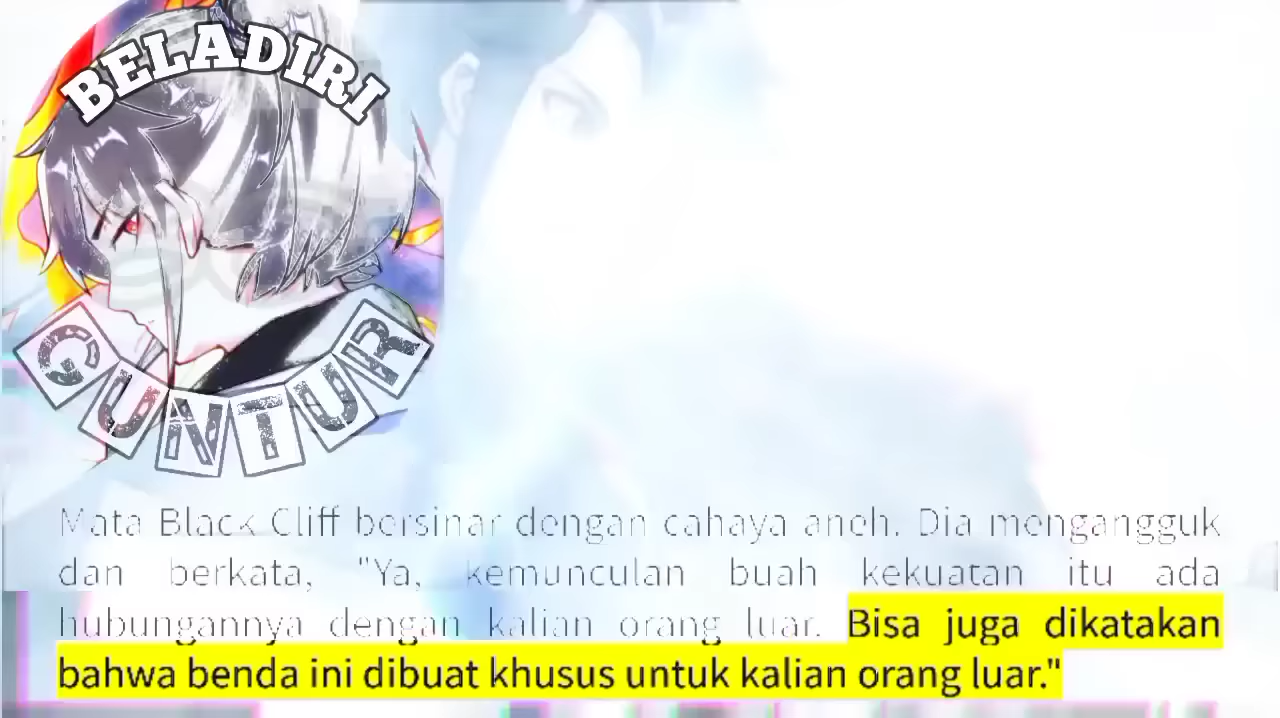 BELADIRI
GUNTUR
Mata Black Cliff bersinar dengan cahaya aneh. Dia mengangguk
dan berkata, "Ya, kemunculan buah kekuatan itu ada
hubungannya dengan kalian orang luar. Bisa juga dikatakan
bahwa benda ini dibuat khusus untuk kalian orang luar."